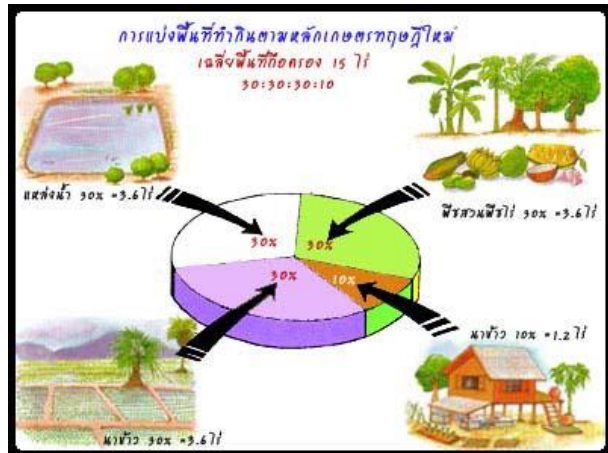 การแบ่งพื้นที่ทำกินตามหลักเกษตรทฤษฎีใหม่
เฉลี่ยพื้นที่ถือครอง 15 ไร่
30:30:30:10
แหล่งน้ำ 30% =3.6ไร่
พืชสวนพืชไร่ 30% =3.6ไร่
30%
30%
30%
10%
นาข้าว 10% =1.2ไร่
นาข้าว 30% =3.6ไร่